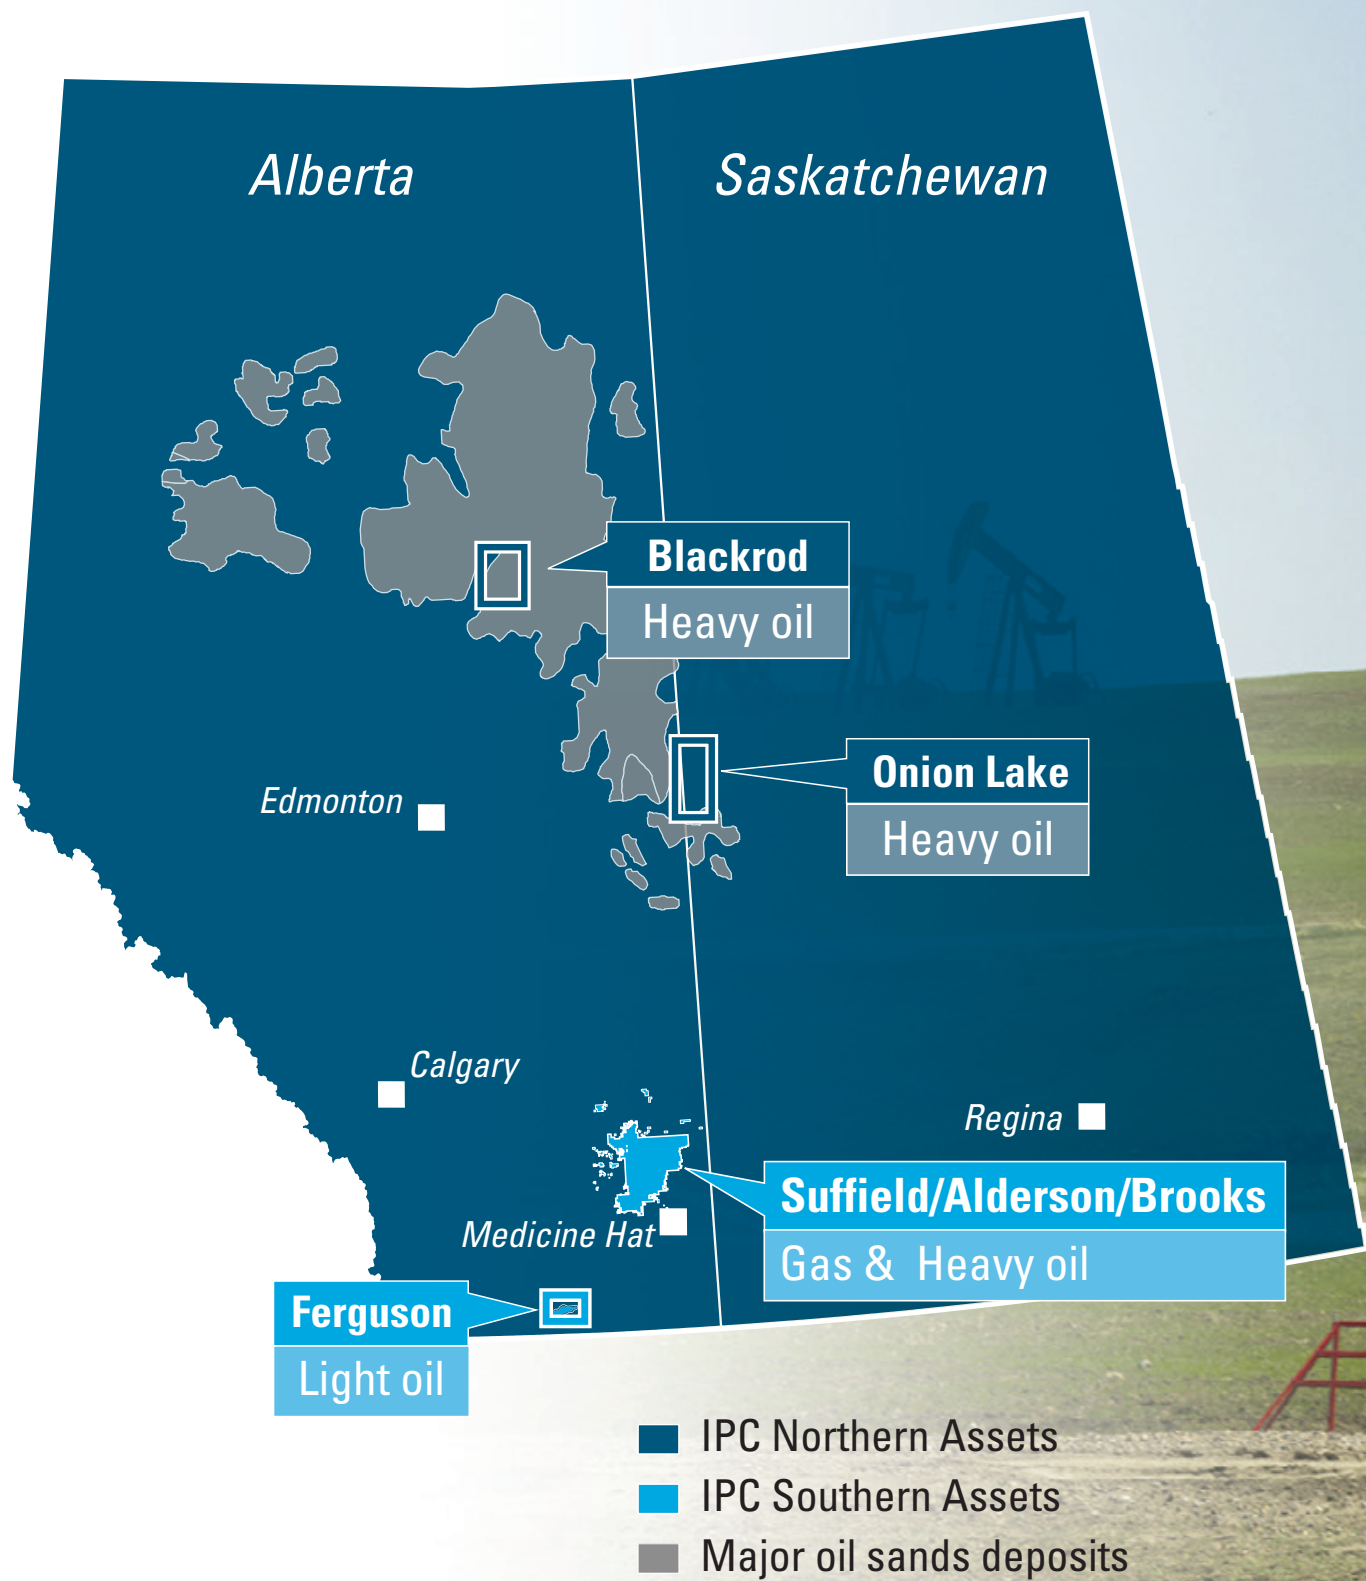 Alberta
Saskatchewan
Blackrod
Heavy oil
Onion Lake
Heavy oil
Edmonton
Calgary
Regina
Suffield/Alderson/Brooks
Gas & Heavy oil
Medicine Hat
Ferguson
Light oil
IPC Northern Assets
IPC Southern Assets
Major oil sands deposits